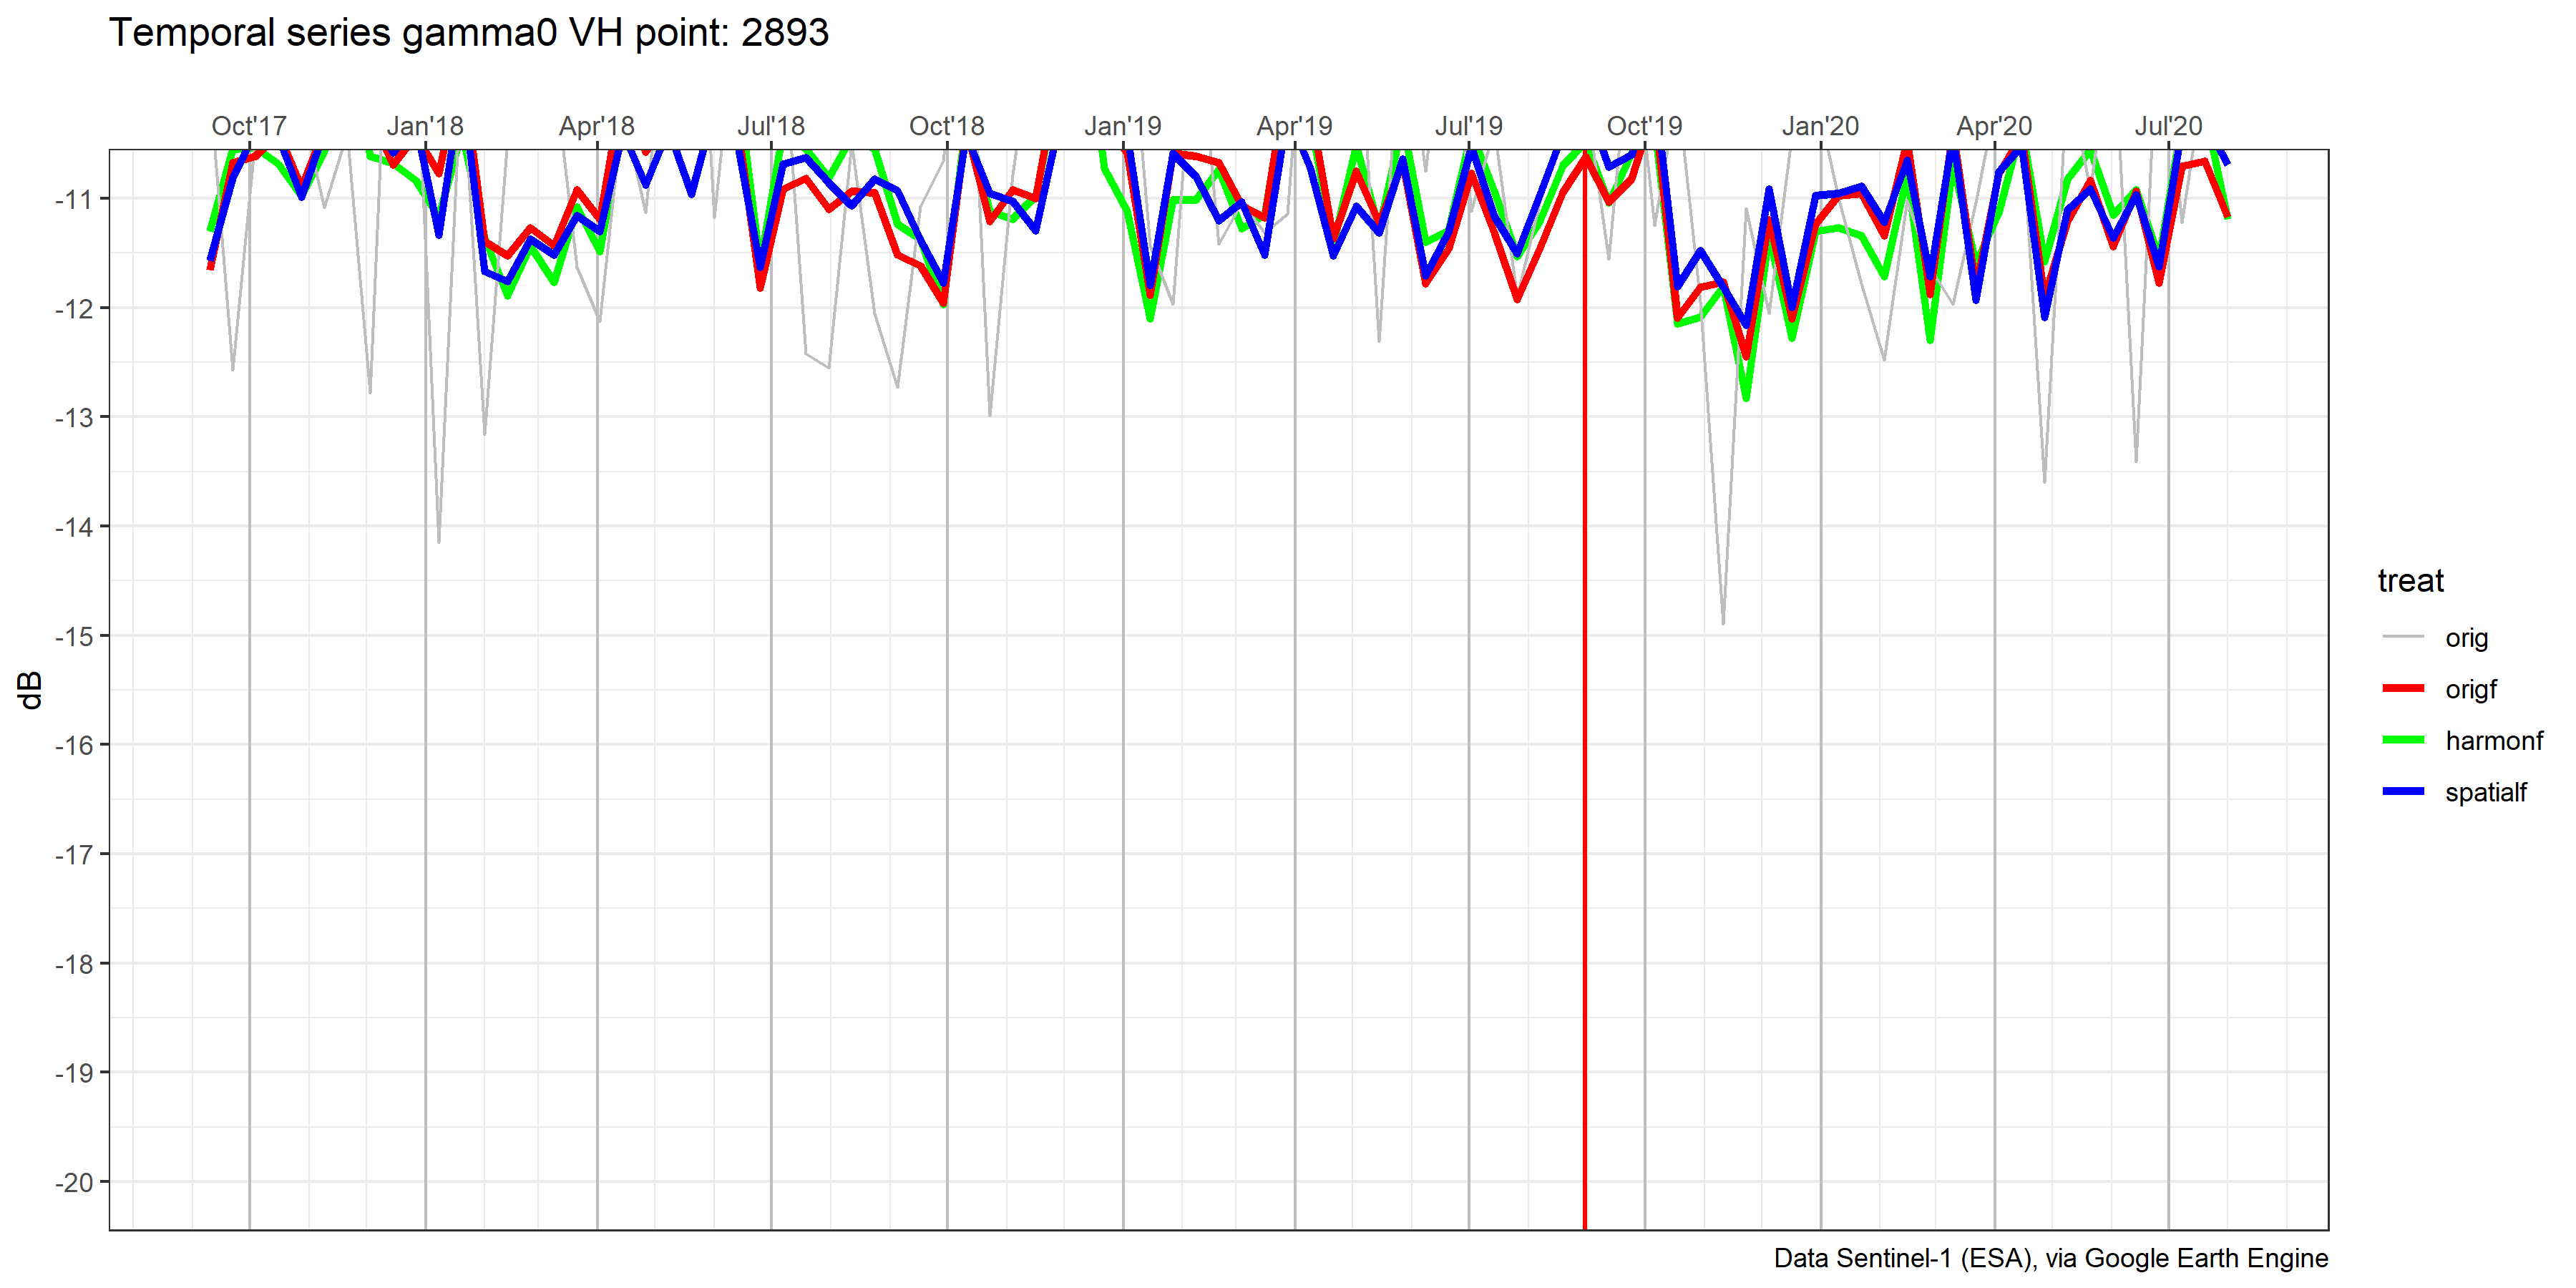 Temporal series gamma0 VH point: 2893
Oct'17 Jan'18 Apr'18 Jul'18 Oct'18 Jan'19 Apr'19 Jul'19 Oct'19 Jan'20 Apr'20 Jul'20
-11
-12
-13
-14
-15
-16
-17
-18
-19
-20
dB
treat
orig
origf
harmonf
spatialf
Data Sentinel-1 (ESA), via Google Earth Engine